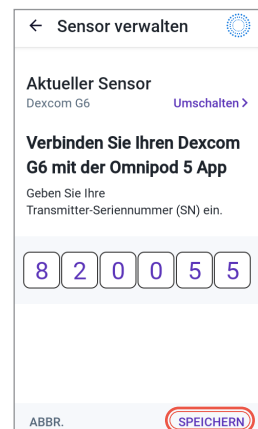 Sensor verwalten
Aktueller Sensor
Dexcom G6 Umschalten
Verbinden Sie Ihren Dexcom
G6 mit der Omnipod 5 App
Geben Sie Ihre
Transmitter-Seriennummer (SN) ein.
8 2 0 0 5 5
ABBR. SPEICHERN